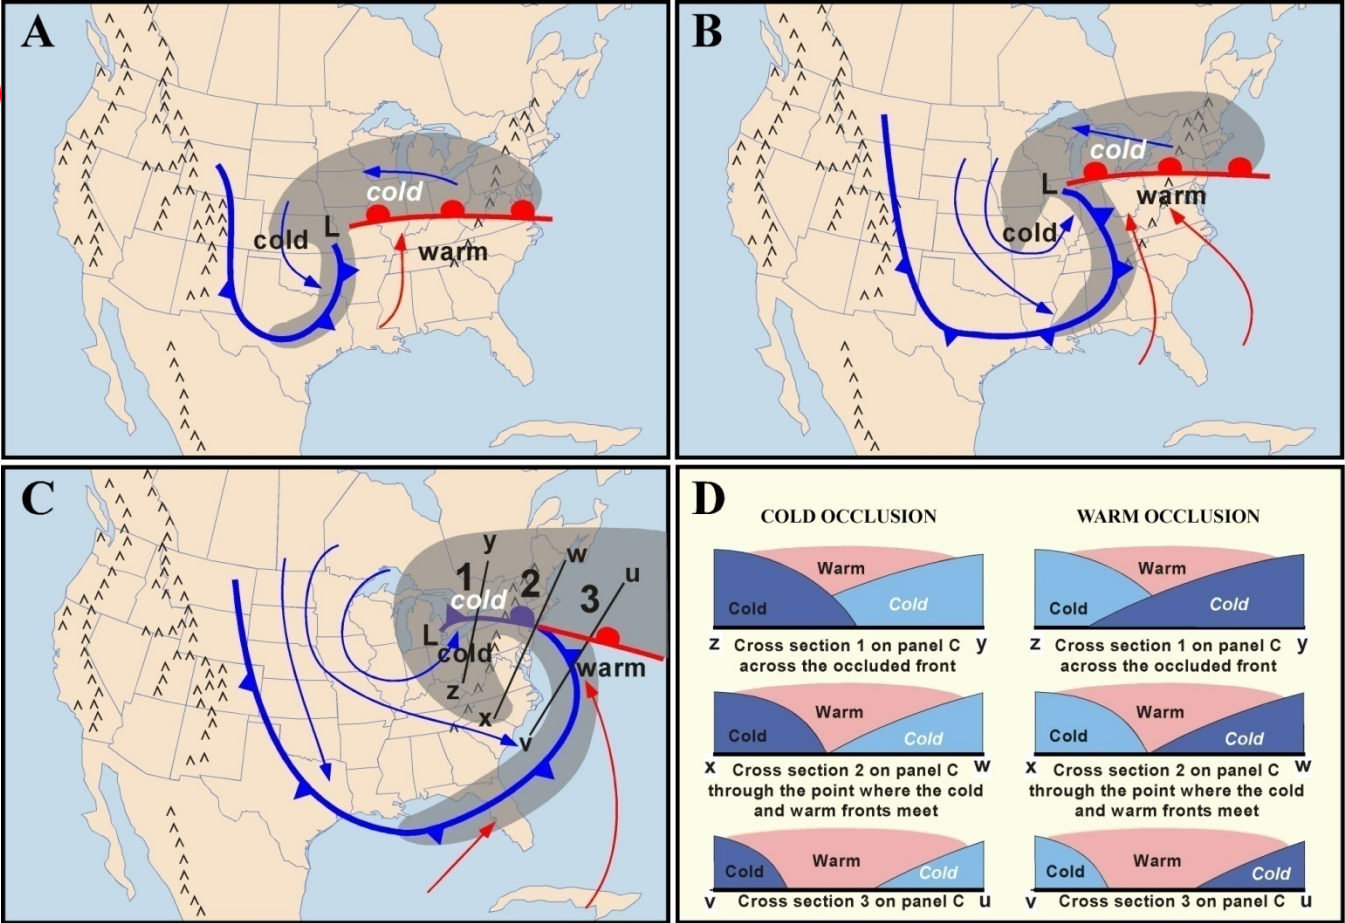 A
cold
cold
L
warm
B
cold
L
warm
cold
C
y
w
1
2
u
cold
3
L
cold
warm
z
x
v
D
COLD OCCLUSION
WARM OCCLUSION
Warm
Cold
Cold
z
Cross section 1 on panel C
y
across the occluded front
Warm
Cold
Cold
z
Cross section 1 on panel C
y
across the occluded front
Warm
Cold
Cold
x
Cross section 2 on panel C
w
through the point where the cold
and warm fronts meet
Warm
Cold
Cold
x
Cross section 2 on panel C
w
through the point where the cold
and warm fronts meet
Warm
Cold
Cold
v
Cross section 3 on panel C
u
Warm
Cold
Cold
v
Cross section 3 on panel C
u